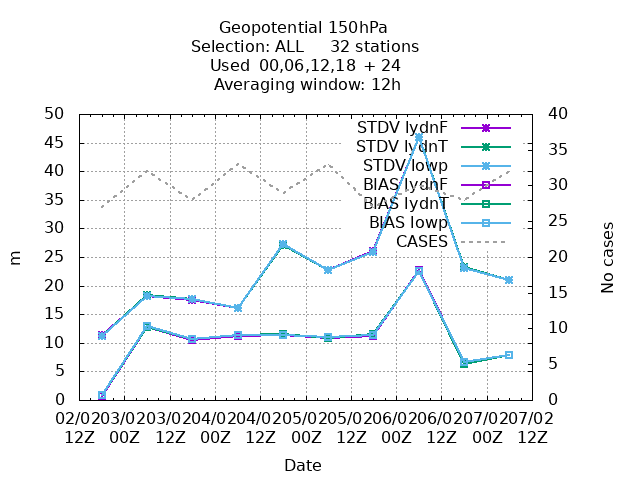 Geopotential 150hPa
Selection: ALL 32 stations
Used 00,06,12,18 + 24
Averaging window: 12h
50
45
40
35
30
25
20
15
10
5
0
m
40
35
30
25
20
15
10
5
0
No cases
STDV lydnF
STDV lydnT
STDV lowp
BIAS lydnF
BIAS lydnT
BIAS lowp
CASES
02/02 03/02 03/02 04/02 04/02 05/02 05/02 06/02 06/02 07/02 07/02
12Z 00Z 12Z 00Z 12Z 00Z 12Z 00Z 12Z 00Z 12Z
Date